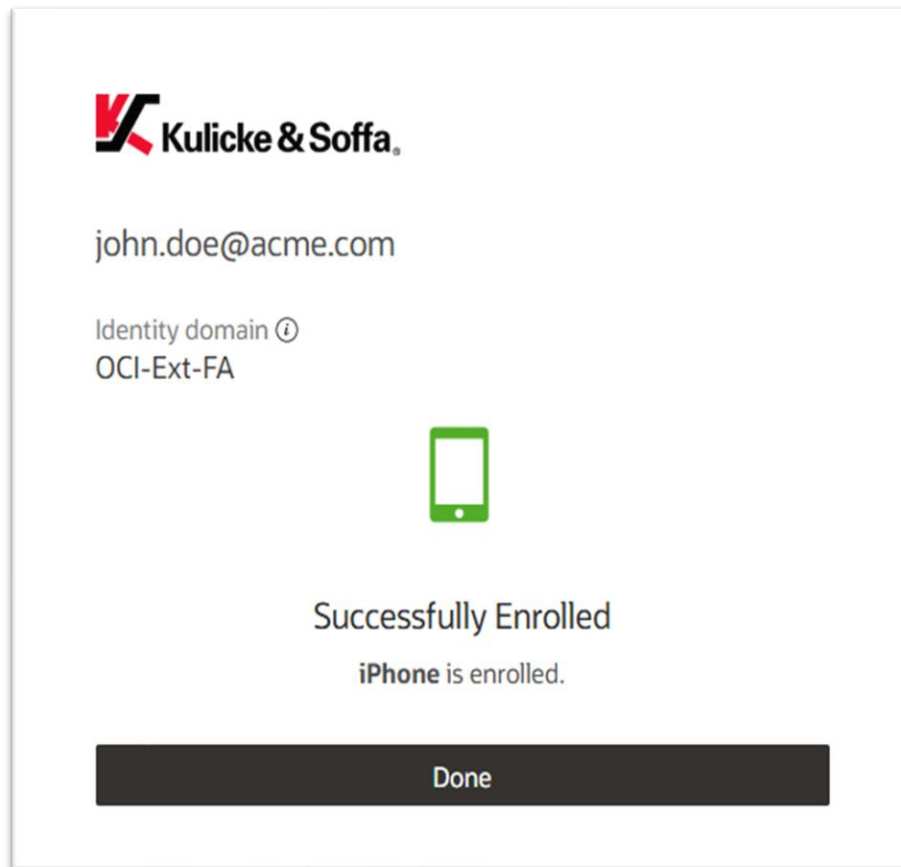 Kulicke & Soffa®
john.doe@acme.com
Identity domain ⓘ
OCI-Ext-FA
Successfully Enrolled
iPhone is enrolled.
Done